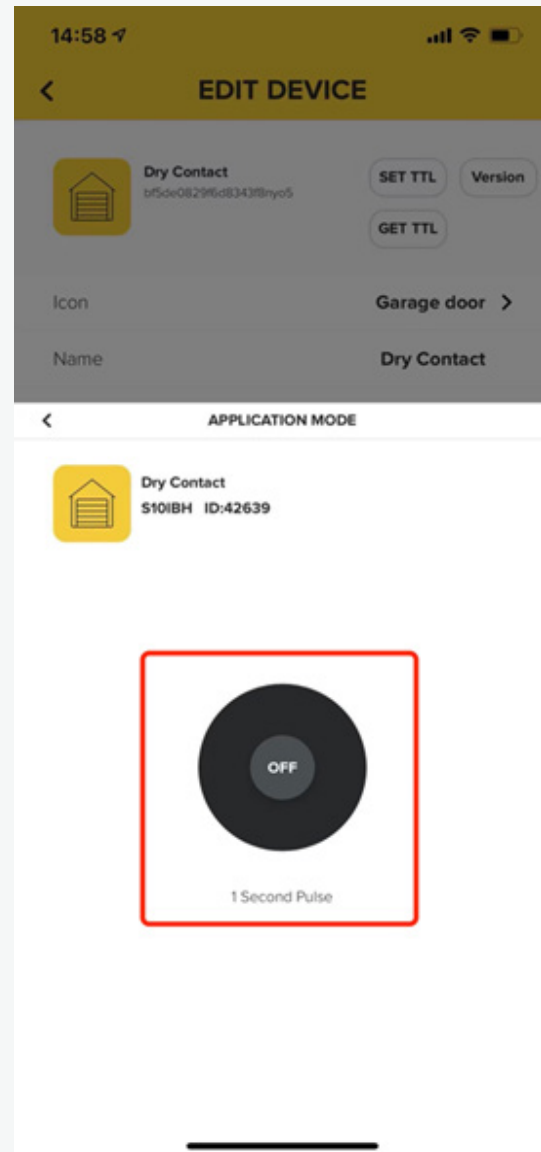 14:58
EDIT DEVICE
Dry Contact
SET TTL
Version
GET TTL
Icon
Garage door
Name
Dry Contact
APPLICATION MODE
Dry Contact
S10IBH ID:42639
OFF
1 Second Pulse